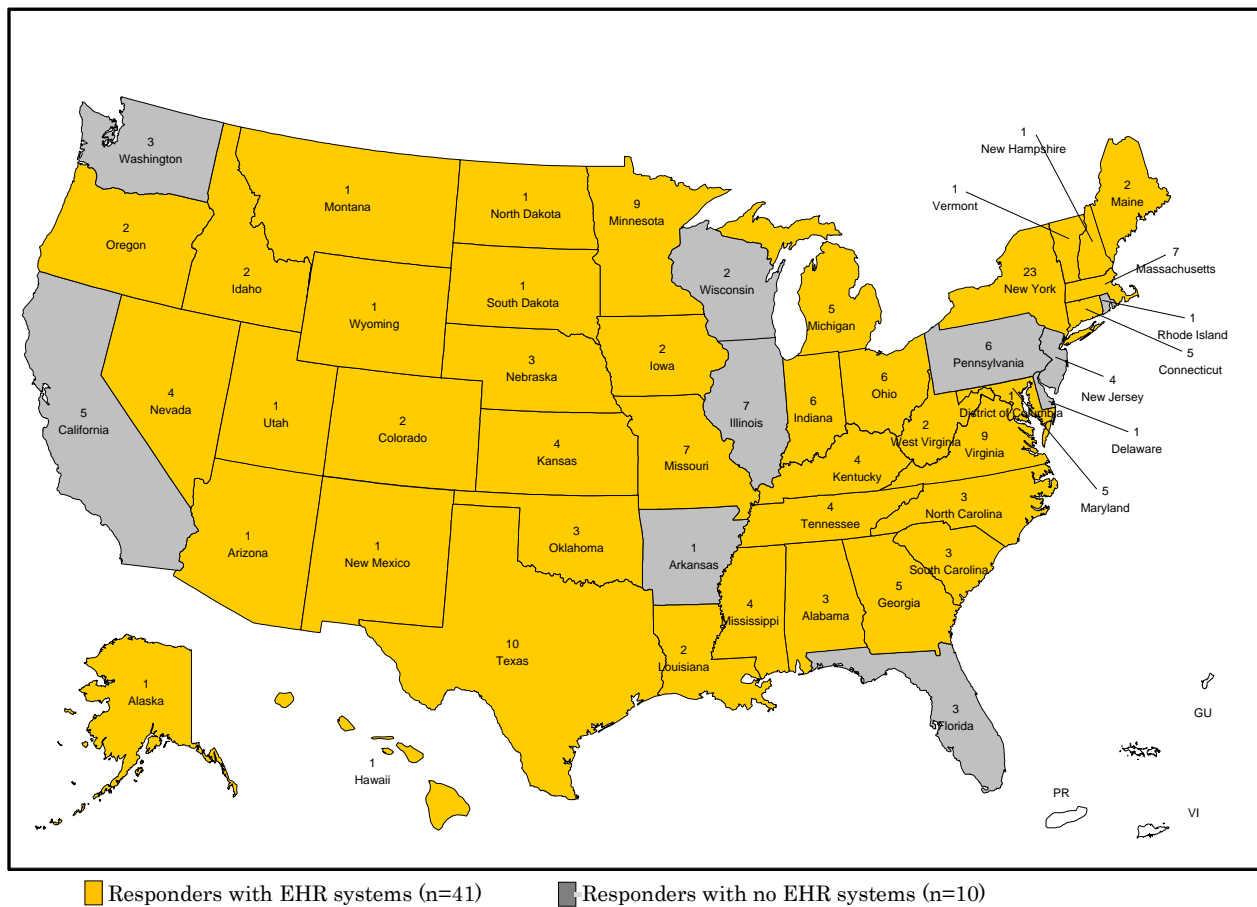 1
New Hampshire
3
Washington
1
Vermont
2
Maine
1
Montana
1
North Dakota
9
Minnesota
2
Oregon
7
Massachusetts
2
Idaho
2
Wisconsin
23
New York
1
South Dakota
1
Wyoming
5
Michigan
1
Rhode Island
3
Nebraska
2
Iowa
6
Pennsylvania
5
Connecticut
4
New Jersey
6
Ohio
4
Nevada
1
Utah
2
Colorado
5
California
7
Illinois
6
Indiana
1
District of Columbia
2
West Virginia
9
Virginia
1
Delaware
4
Kansas
7
Missouri
4
Kentucky
5
Maryland
3
North Carolina
4
Tennessee
3
Oklahoma
1
Arizona
1
New Mexico
1
Arkansas
3
South Carolina
5
Georgia
4
Mississippi
3
Alabama
10
Texas
2
Louisiana
1
Alaska
3
Florida
GU
1
Hawaii
PR
VI
Responders with EHR systems (n=41)
Responders with no EHR systems (n=10)